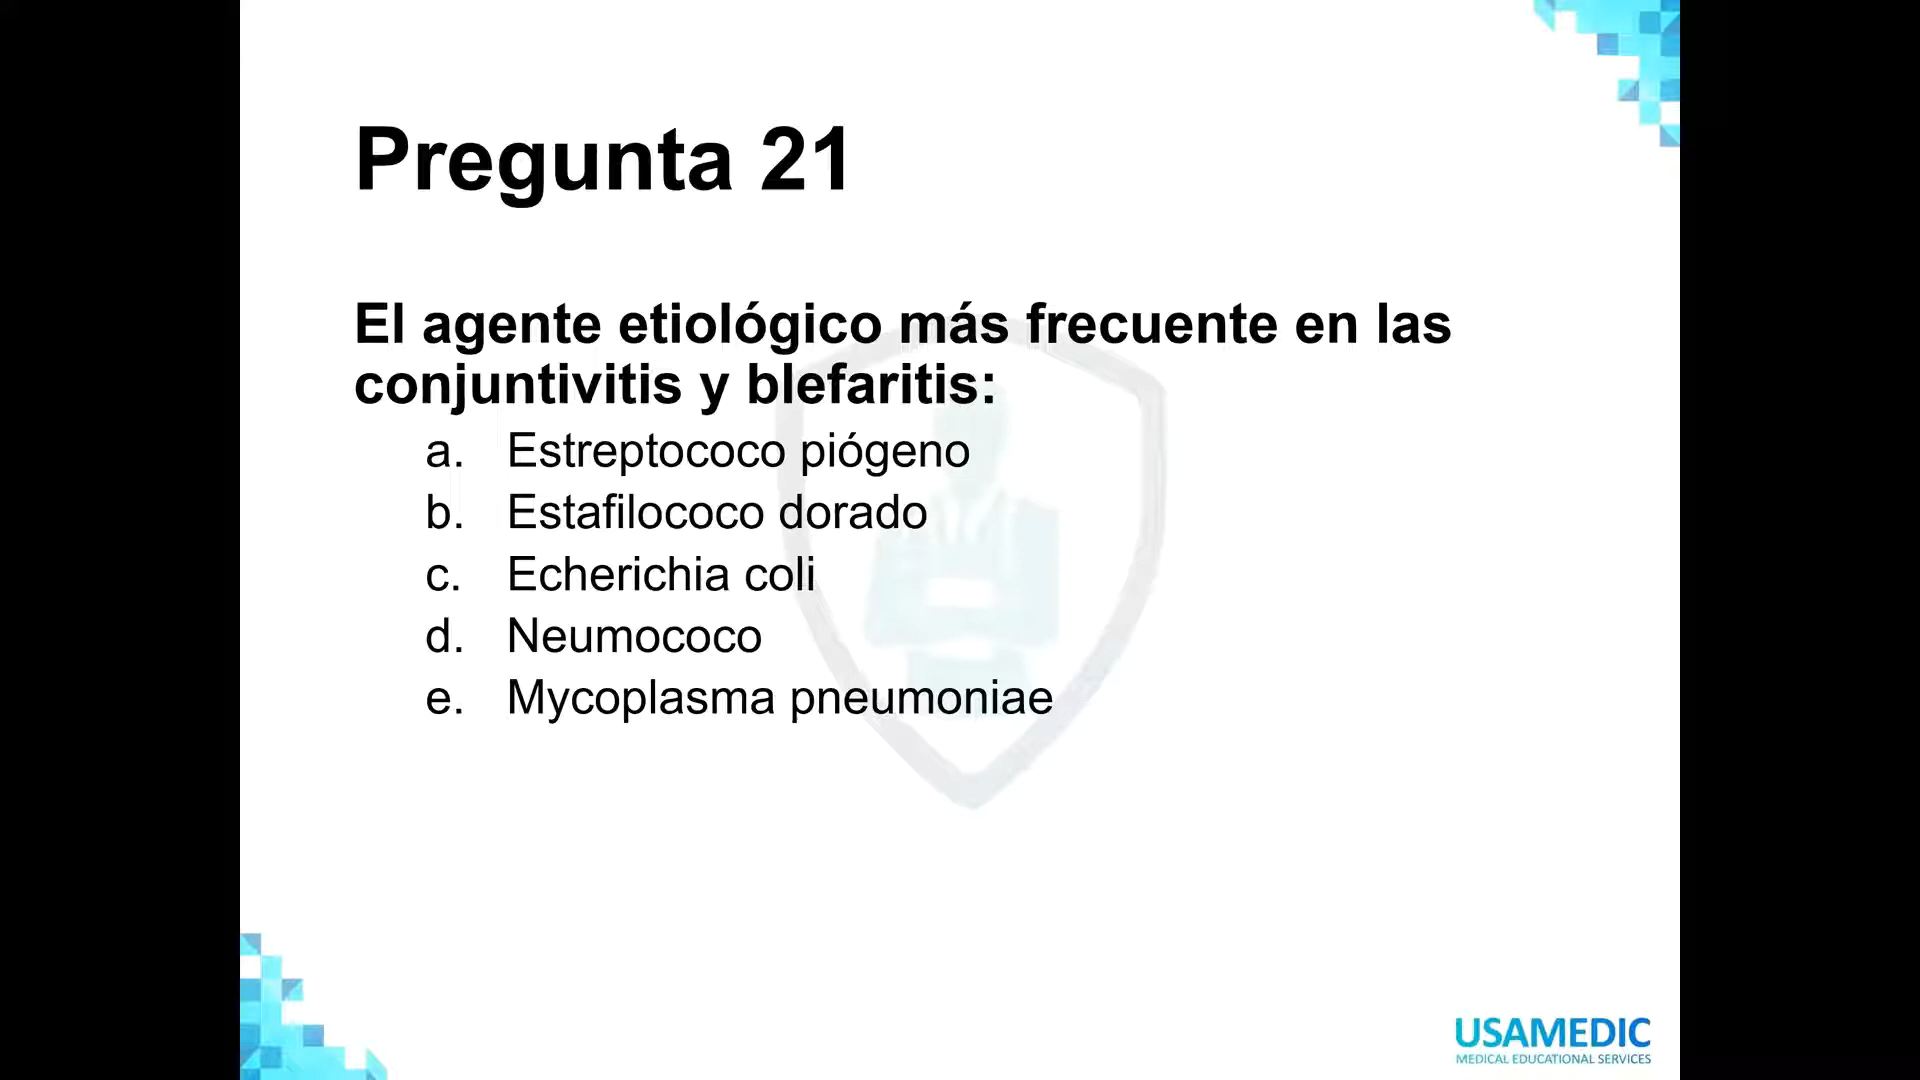 Pregunta 21
El agente etiológico más frecuente en las
conjuntivitis y blefaritis:
a. Estreptococo piógeno
b. Estafilococo dorado
c. Echerichia coli
d. Neumococo
e. Mycoplasma pneumoniae
USAMEDIC
MEDICAL EDUCATIONAL SERVICES